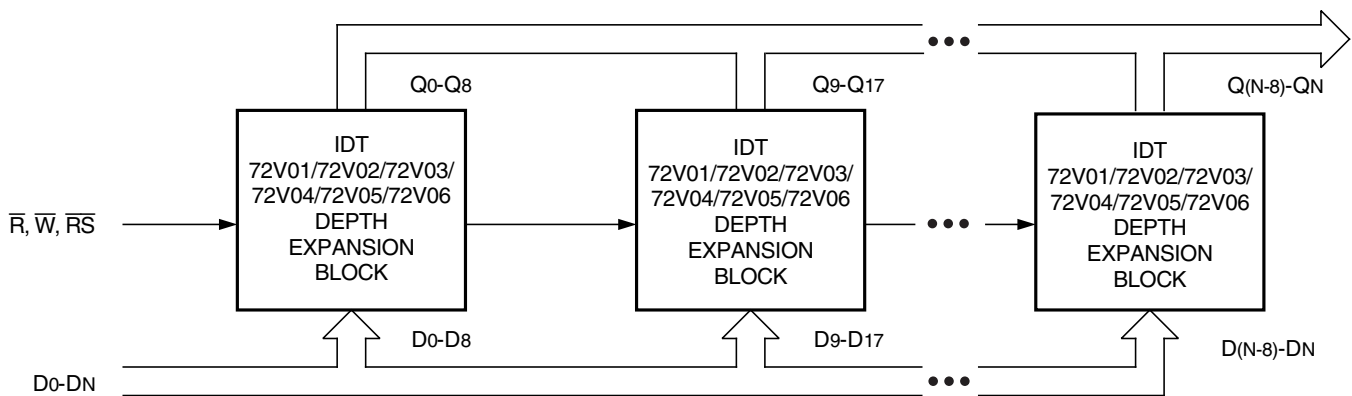 Q0-Q8
Q9-Q17
Q(N-8)-QN
IDT
72V01/72V02/72V03/
72V04/72V05/72V06
DEPTH
EXPANSION
BLOCK
IDT
72V01/72V02/72V03/
72V04/72V05/72V06
DEPTH
EXPANSION
BLOCK
IDT
72V01/72V02/72V03/
72V04/72V05/72V06
DEPTH
EXPANSION
BLOCK
R̅, W̅, R̅S̅
D0-D8
D9-D17
D(N-8)-DN
D0-DN